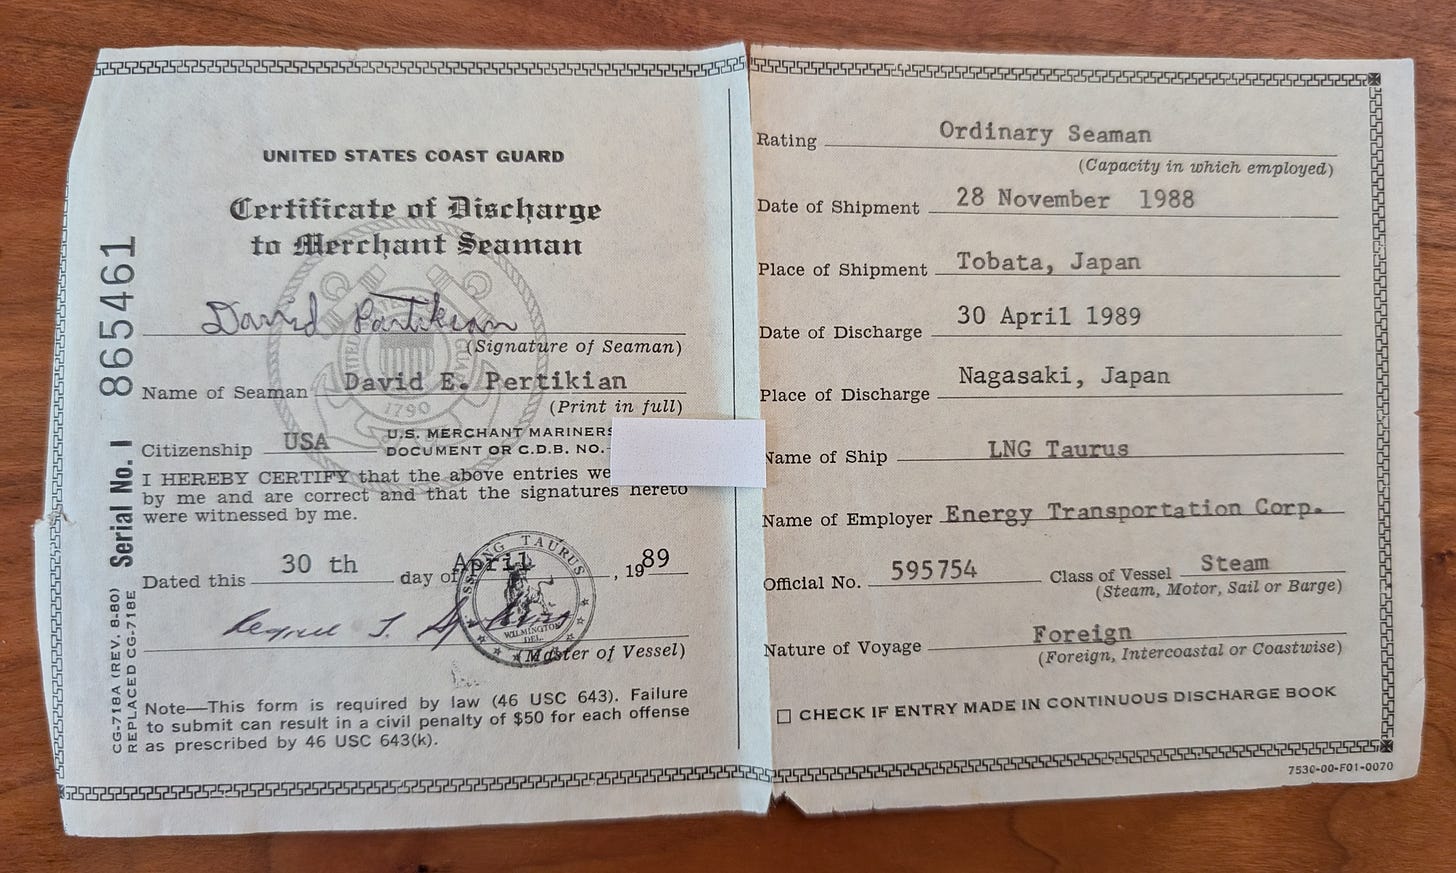 UNITED STATES COAST GUARD
Certificate of Discharge
to Merchant Seaman
David Partikian
(Signature of Seaman)
Name of Seaman David E. Pertikian
(Print in full)
Citizenship USA U.S. MERCHANT MARINERS
DOCUMENT OR C.D.B. NO.
I HEREBY CERTIFY that the above entries we
by me and are correct and that the signatures hereto
were witnessed by me.
Dated this 30 th day of April, 1989
SS LNG TAURUS
WILMINGTON
DEL.
(Master of Vessel)
Note—This form is required by law (46 USC 643). Failure
to submit can result in a civil penalty of $50 for each offense
as prescribed by 46 USC 643(k).
Serial No. I 865461
CG-718A (REV. 8-80)
REPLACED CG-718E
1790
Rating Ordinary Seaman
(Capacity in which employed)
Date of Shipment 28 November 1988
Place of Shipment Tobata, Japan
Date of Discharge 30 April 1989
Place of Discharge Nagasaki, Japan
Name of Ship LNG Taurus
Name of Employer Energy Transportation Corp.
Official No. 595754 Class of Vessel Steam
(Steam, Motor, Sail or Barge)
Nature of Voyage Foreign
(Foreign, Intercoastal or Coastwise)
CHECK IF ENTRY MADE IN CONTINUOUS DISCHARGE BOOK
7530-00-F01-0070